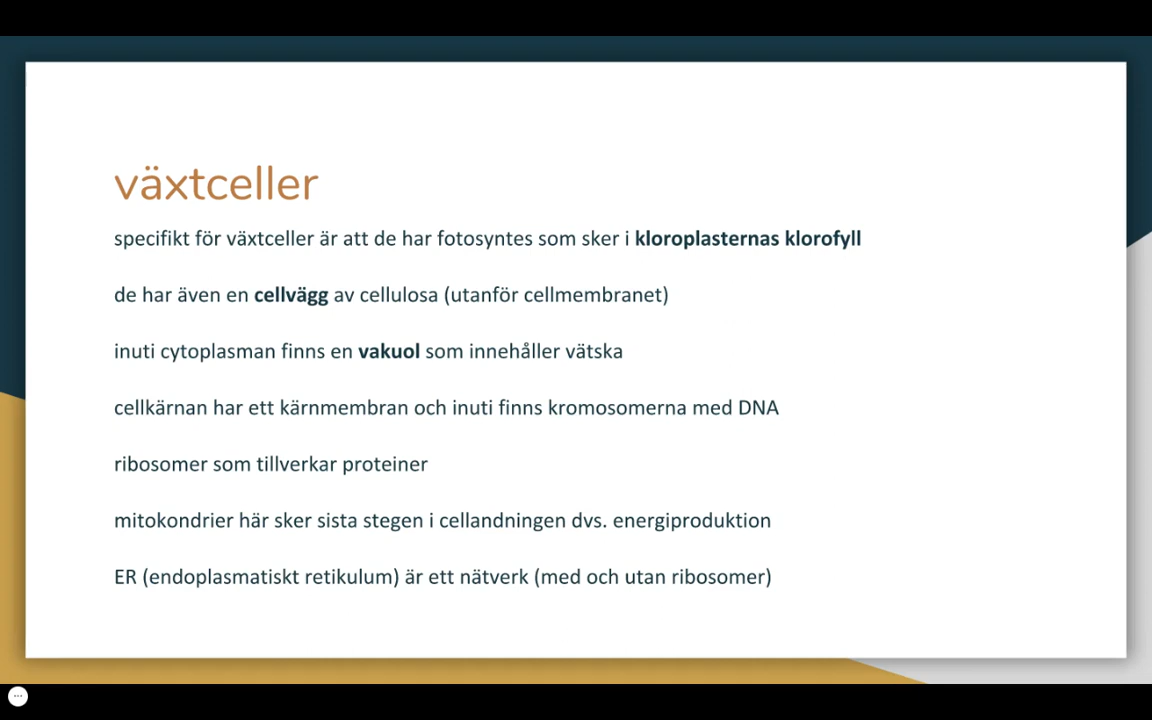 växtceller
specifikt för växtceller är att de har fotosyntes som sker i kloroplasternas klorofyll
de har även en cellvägg av cellulosa (utanför cellmembranet)
inuti cytoplasman finns en vakuol som innehåller vätska
cellkärnan har ett kärnmembran och inuti finns kromosomerna med DNA
ribosomer som tillverkar proteiner
mitokondrier här sker sista stegen i cellandningen dvs. energiproduktion
ER (endoplasmatiskt retikulum) är ett nätverk (med och utan ribosomer)